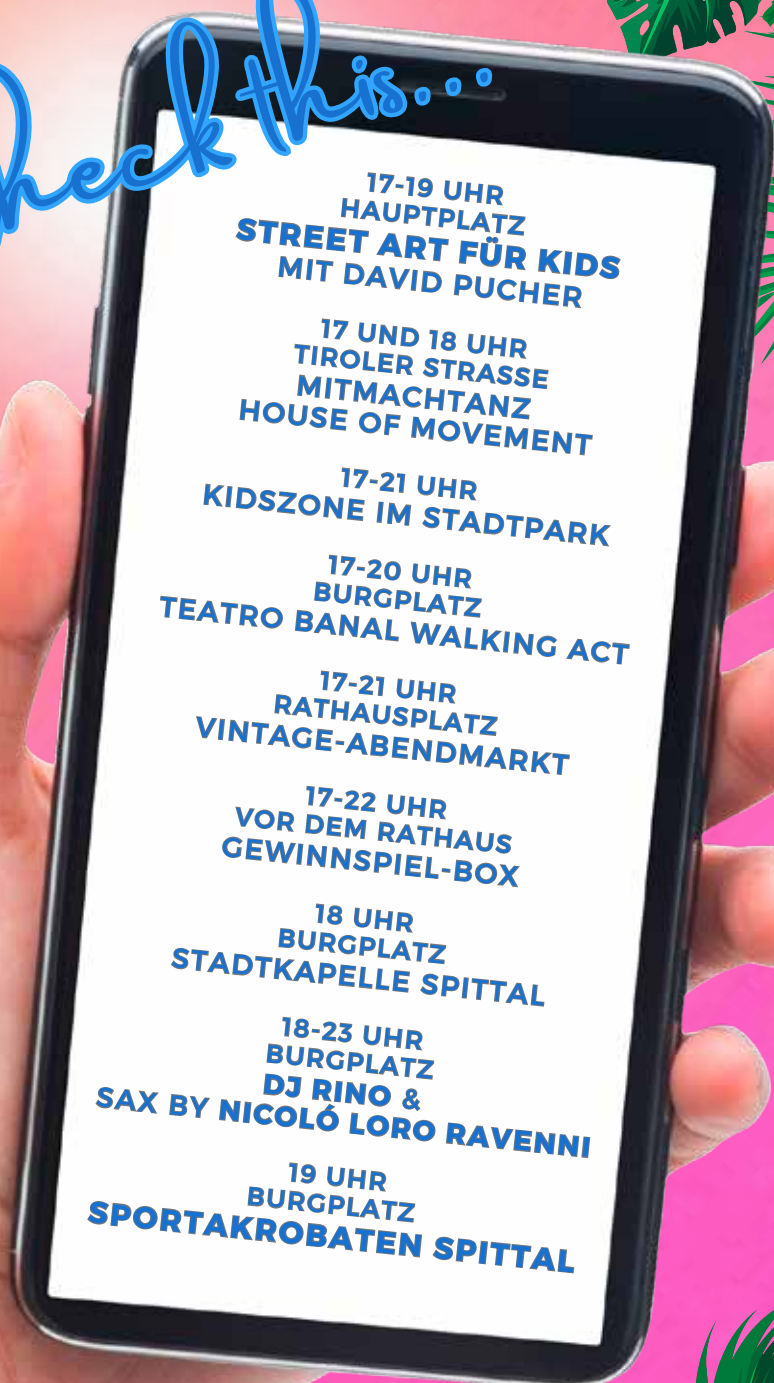 check this...
17-19 UHR
HAUPTPLATZ
STREET ART FÜR KIDS
MIT DAVID PUCHER
17 UND 18 UHR
TIROLER STRASSE
MITMACHTANZ
HOUSE OF MOVEMENT
17-21 UHR
KIDSZONE IM STADTPARK
17-20 UHR
BURGPLATZ
TEATRO BANAL WALKING ACT
17-21 UHR
RATHAUSPLATZ
VINTAGE-ABENDMARKT
17-22 UHR
VOR DEM RATHAUS
GEWINNSPIEL-BOX
18 UHR
BURGPLATZ
STADTKAPELLE SPITTAL
18-23 UHR
BURGPLATZ
DJ RINO &
SAX BY NICOLÓ LORO RAVENNI
19 UHR
BURGPLATZ
SPORTAKROBATEN SPITTAL